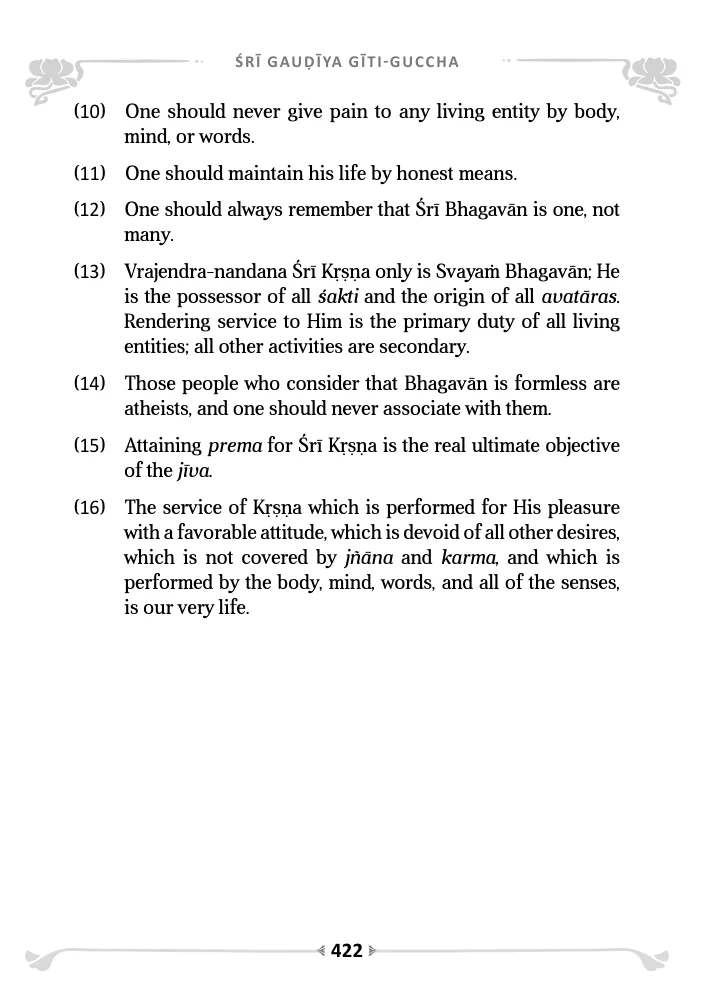 ŚRĪ GAUḌĪYA GĪTI-GUCCHA
(10) One should never give pain to any living entity by body,
mind, or words.
(11) One should maintain his life by honest means.
(12) One should always remember that Śrī Bhagavān is one, not
many.
(13) Vrajendra-nandana Śrī Kṛṣṇa only is Svayaṁ Bhagavān; He
is the possessor of all śakti and the origin of all avatāras.
Rendering service to Him is the primary duty of all living
entities; all other activities are secondary.
(14) Those people who consider that Bhagavān is formless are
atheists, and one should never associate with them.
(15) Attaining prema for Śrī Kṛṣṇa is the real ultimate objective
of the jīva.
(16) The service of Kṛṣṇa which is performed for His pleasure
with a favorable attitude, which is devoid of all other desires,
which is not covered by jñāna and karma, and which is
performed by the body, mind, words, and all of the senses,
is our very life.
422